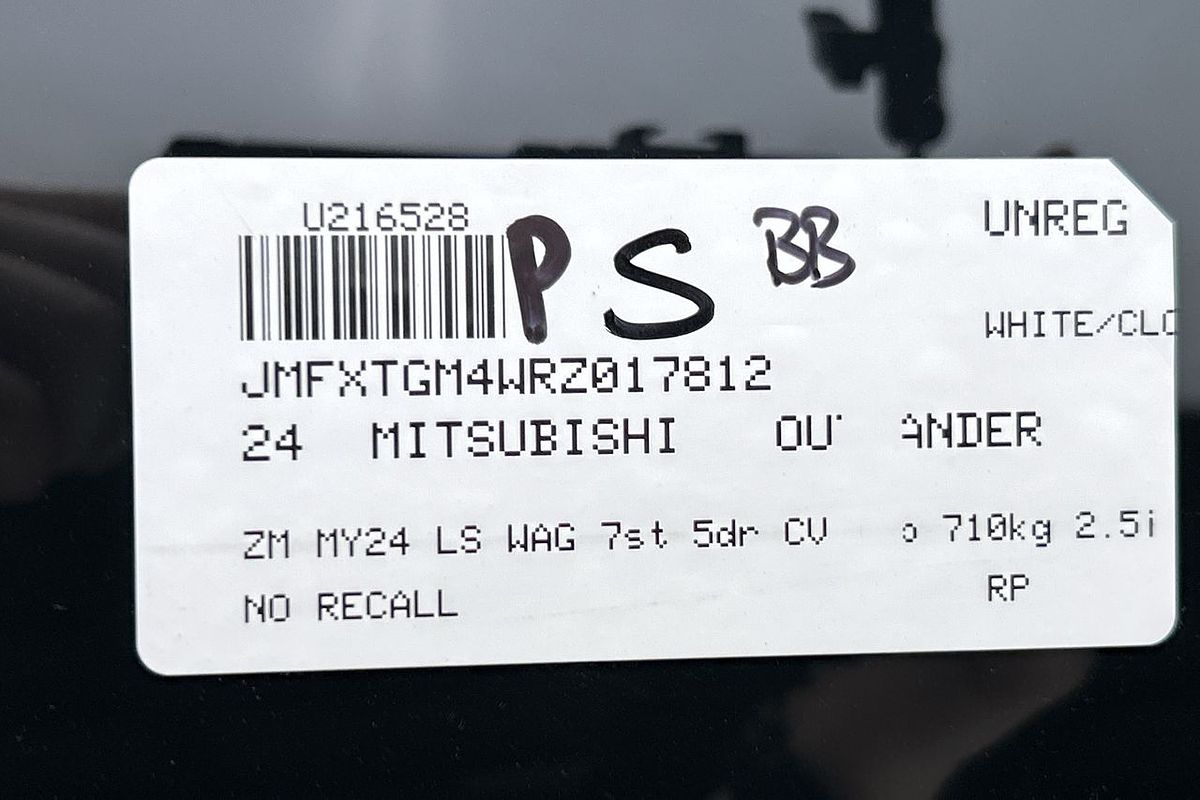 U216528
P S BB
UNREG
WHITE/CLO
JMFXTGM4WRZ017812
24 MITSUBISHI
ZM MY24 LS WAG 7st 5dr CV 710kg 2.5i
NO RECALL
RP